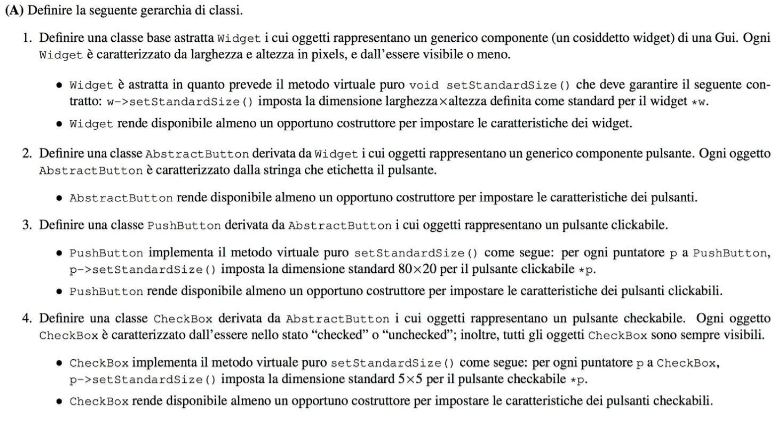 (A) Definire la seguente gerarchia di classi.
1. Definire una classe base astratta Widget i cui oggetti rappresentano un generico componente (un cosiddetto widget) di una Gui. Ogni
Widget è caratterizzato da larghezza e altezza in pixels, e dall'essere visibile o meno.
• Widget è astratta in quanto prevede il metodo virtuale puro void setStandardSize() che deve garantire il seguente con-
tratto: w->setStandardSize() imposta la dimensione larghezza×altezza definita come standard per il widget *w.
• Widget rende disponibile almeno un opportuno costruttore per impostare le caratteristiche dei widget.
2. Definire una classe AbstractButton derivata da Widget i cui oggetti rappresentano un generico componente pulsante. Ogni oggetto
AbstractButton è caratterizzato dalla stringa che etichetta il pulsante.
• AbstractButton rende disponibile almeno un opportuno costruttore per impostare le caratteristiche dei pulsanti.
3. Definire una classe PushButton derivata da AbstractButton i cui oggetti rappresentano un pulsante clickabile.
• PushButton implementa il metodo virtuale puro setStandardSize() come segue: per ogni puntatore p a PushButton,
p->setStandardSize() imposta la dimensione standard 80×20 per il pulsante clickabile *p.
• PushButton rende disponibile almeno un opportuno costruttore per impostare le caratteristiche dei pulsanti clickabili.
4. Definire una classe CheckBox derivata da AbstractButton i cui oggetti rappresentano un pulsante checkabile. Ogni oggetto
CheckBox è caratterizzato dall'essere nello stato “checked” o “unchecked”; inoltre, tutti gli oggetti CheckBox sono sempre visibili.
• CheckBox implementa il metodo virtuale puro setStandardSize() come segue: per ogni puntatore p a CheckBox,
p->setStandardSize() imposta la dimensione standard 5×5 per il pulsante checkabile *p.
• CheckBox rende disponibile almeno un opportuno costruttore per impostare le caratteristiche dei pulsanti checkabili.